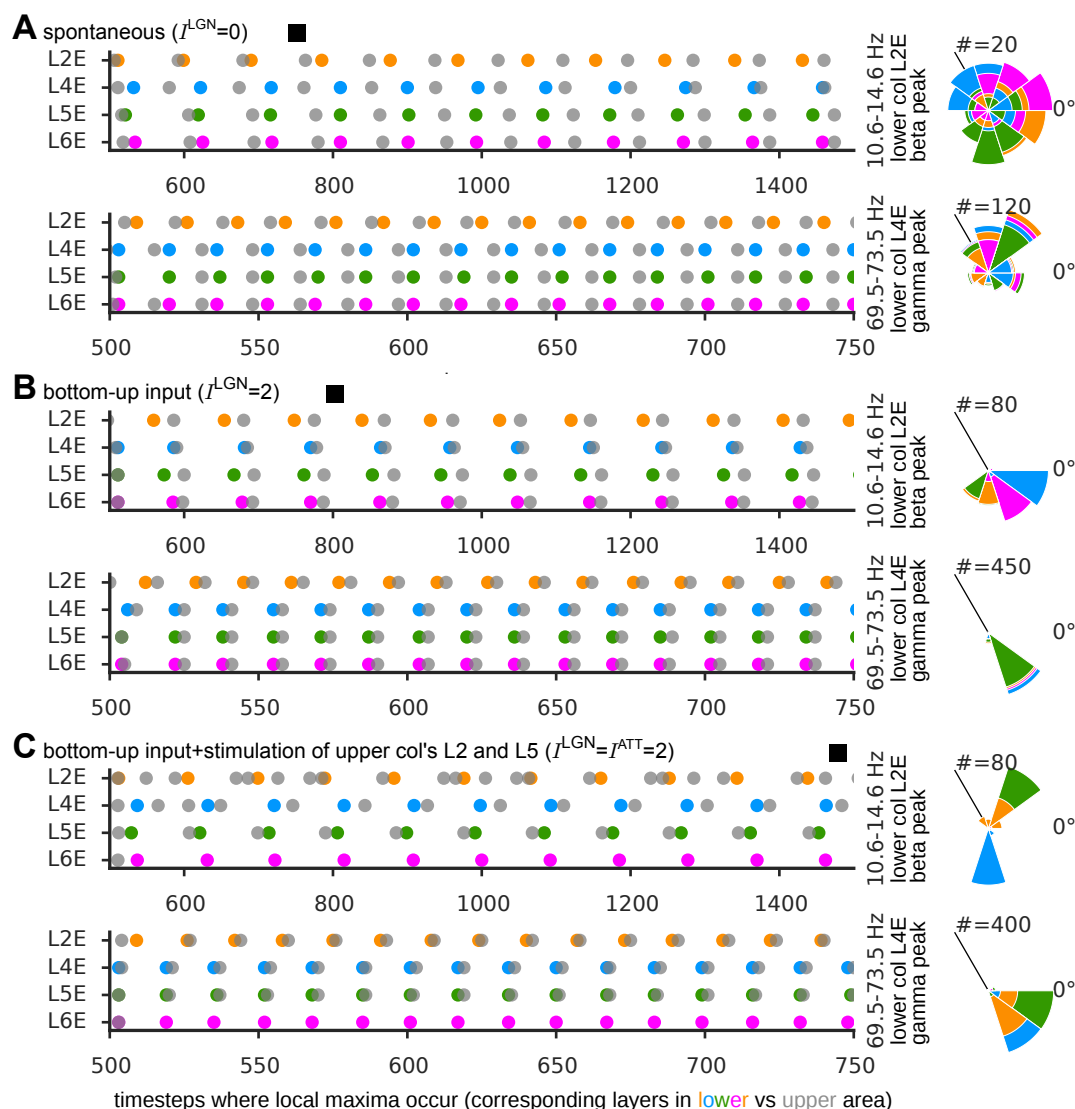 A spontaneous (I^LGN=0)
L2E
L4E
L5E
L6E
600
800
1000
1200
1400
10.6-14.6 Hz
lower col L2E
beta peak
#=20
0°
L2E
L4E
L5E
L6E
500
550
600
650
700
750
69.5-73.5 Hz
lower col L4E
gamma peak
#=120
0°
B bottom-up input (I^LGN=2)
L2E
L4E
L5E
L6E
600
800
1000
1200
1400
10.6-14.6 Hz
lower col L2E
beta peak
#=80
0°
L2E
L4E
L5E
L6E
500
550
600
650
700
750
69.5-73.5 Hz
lower col L4E
gamma peak
#=450
0°
C bottom-up input+stimulation of upper col's L2 and L5 (I^LGN=I^ATT=2)
L2E
L4E
L5E
L6E
600
800
1000
1200
1400
10.6-14.6 Hz
lower col L2E
beta peak
#=80
0°
L2E
L4E
L5E
L6E
500
550
600
650
700
750
69.5-73.5 Hz
lower col L4E
gamma peak
#=400
0°
timesteps where local maxima occur (corresponding layers in lower vs upper area)